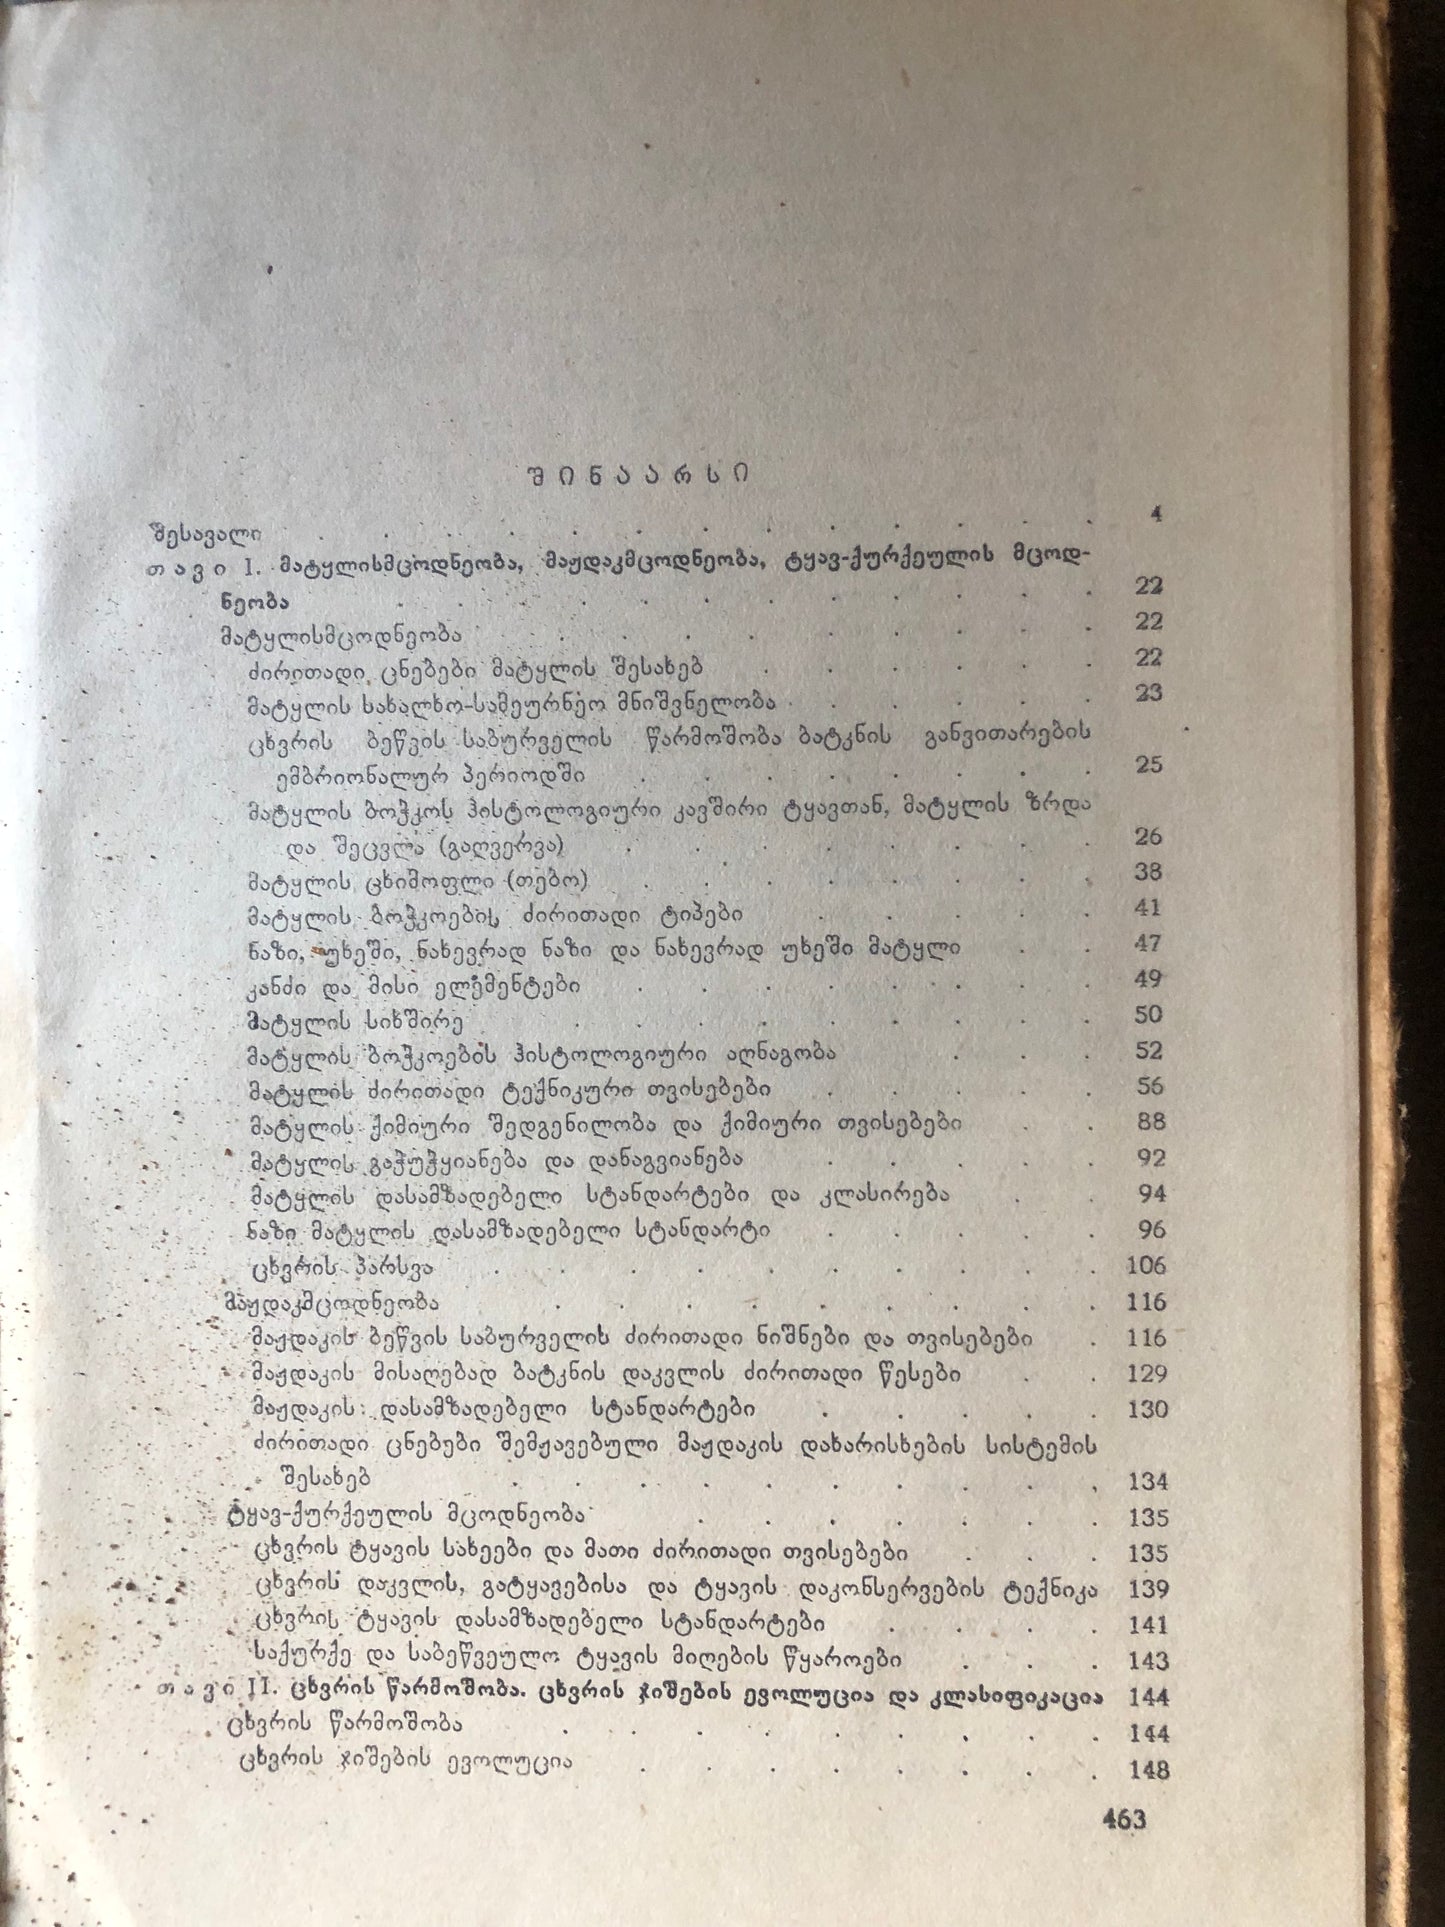 შინაარსი
შესავალი . . . . . . . . . . . . 4
თავი I. მატყლისმცოდნეობა, მაჟდაკმცოდნეობა, ტყავ-ქურქეულის მცოდ-
ნეობა . . . . . . . . . . . 22
მატყლისმცოდნეობა . . . . . . . . . 22
ძირითადი ცნებები მატყლის შესახებ . . . . . . 22
მატყლის სახალხო-სამეურნეო მნიშვნელობა . . . . . 23
ცხვრის ბეწვის საბურველის წარმოშობა ბატკნის განვითარების
ემბრიონალურ პერიოდში . . . . . . . . 25
მატყლის ბოჭკოს ჰისტოლოგიური კავშირი ტყავთან, მატყლის ზრდა
და შეცვლა (გაღვერვა) . . . . . . . . 26
მატყლის ცხიმოფლი (თებო) . . . . . . . . 38
მატყლის ბოჭკოების ძირითადი ტიპები . . . . . 41
ნაზი, უხეში, ნახევრად ნაზი და ნახევრად უხეში მატყლი . . 47
კანძი და მისი ელემენტები . . . . . . . . 49
მატყლის სიხშირე . . . . . . . . . 50
მატყლის ბოჭკოების ჰისტოლოგიური აღნაგობა . . . 52
მატყლის ძირითადი ტექნიკური თვისებები . . . . . 56
მატყლის ქიმიური შედგენილობა და ქიმიური თვისებები . . 88
მატყლის გაჭუჭყიანება და დანაგვიანება . . . . . 92
მატყლის დასამზადებელი სტანდარტები და კლასირება . . 94
ნაზი მატყლის დასამზადებელი სტანდარტი . . . . . 96
ცხვრის პარსვა . . . . . . . . . . 106
მაჟდაკმცოდნეობა . . . . . . . . . 116
მაჟდაკის ბეწვის საბურველის ძირითადი ნიშნები და თვისებები . 116
მაჟდაკის მისაღებად ბატკნის დაკვლის ძირითადი წესები . . 129
მაჟდაკის დასამზადებელი სტანდარტები . . . . . 130
ძირითადი ცნებები შემჟავებული მაჟდაკის დახარისხების სისტემის
შესახებ . . . . . . . . . . 134
ტყავ-ქურქეულის მცოდნეობა . . . . . . . 135
ცხვრის ტყავის სახეები და მათი ძირითადი თვისებები . . . 135
ცხვრის დაკვლის, გატყავებისა და ტყავის დაკონსერვების ტექნიკა 139
ცხვრის ტყავის დასამზადებელი სტანდარტები . . . . 141
საქურქე და საბეწვეულო ტყავის მიღების წყაროები . . . 143
თავი II. ცხვრის წარმოშობა. ცხვრის ჯიშების ევოლუცია და კლასიფიკაცია 144
ცხვრის წარმოშობა . . . . . . . . . 144
ცხვრის ჯიშების ევოლუცია . . . . . . . . 148
463